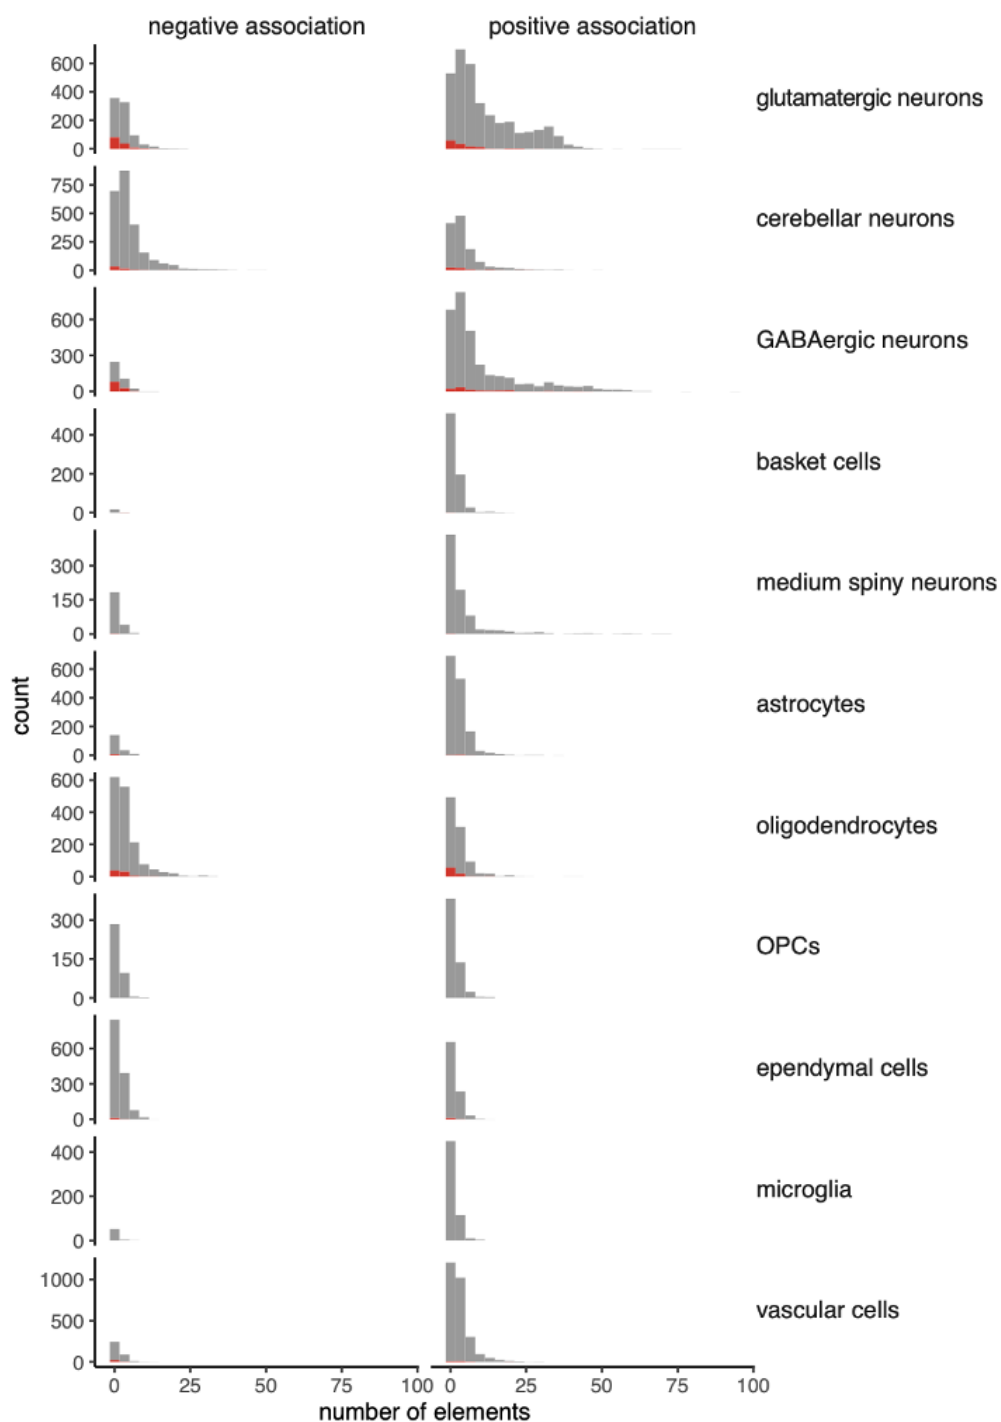 negative association
positive association
600
400
200
0
glutamatergic neurons
750
500
250
0
cerebellar neurons
600
300
0
GABAergic neurons
400
200
0
basket cells
300
150
0
medium spiny neurons
600
400
200
0
astrocytes
count
600
400
200
0
oligodendrocytes
300
150
0
OPCs
600
300
0
ependymal cells
400
200
0
microglia
1000
500
0
vascular cells
0 25 50 75 100 0 25 50 75 100
number of elements